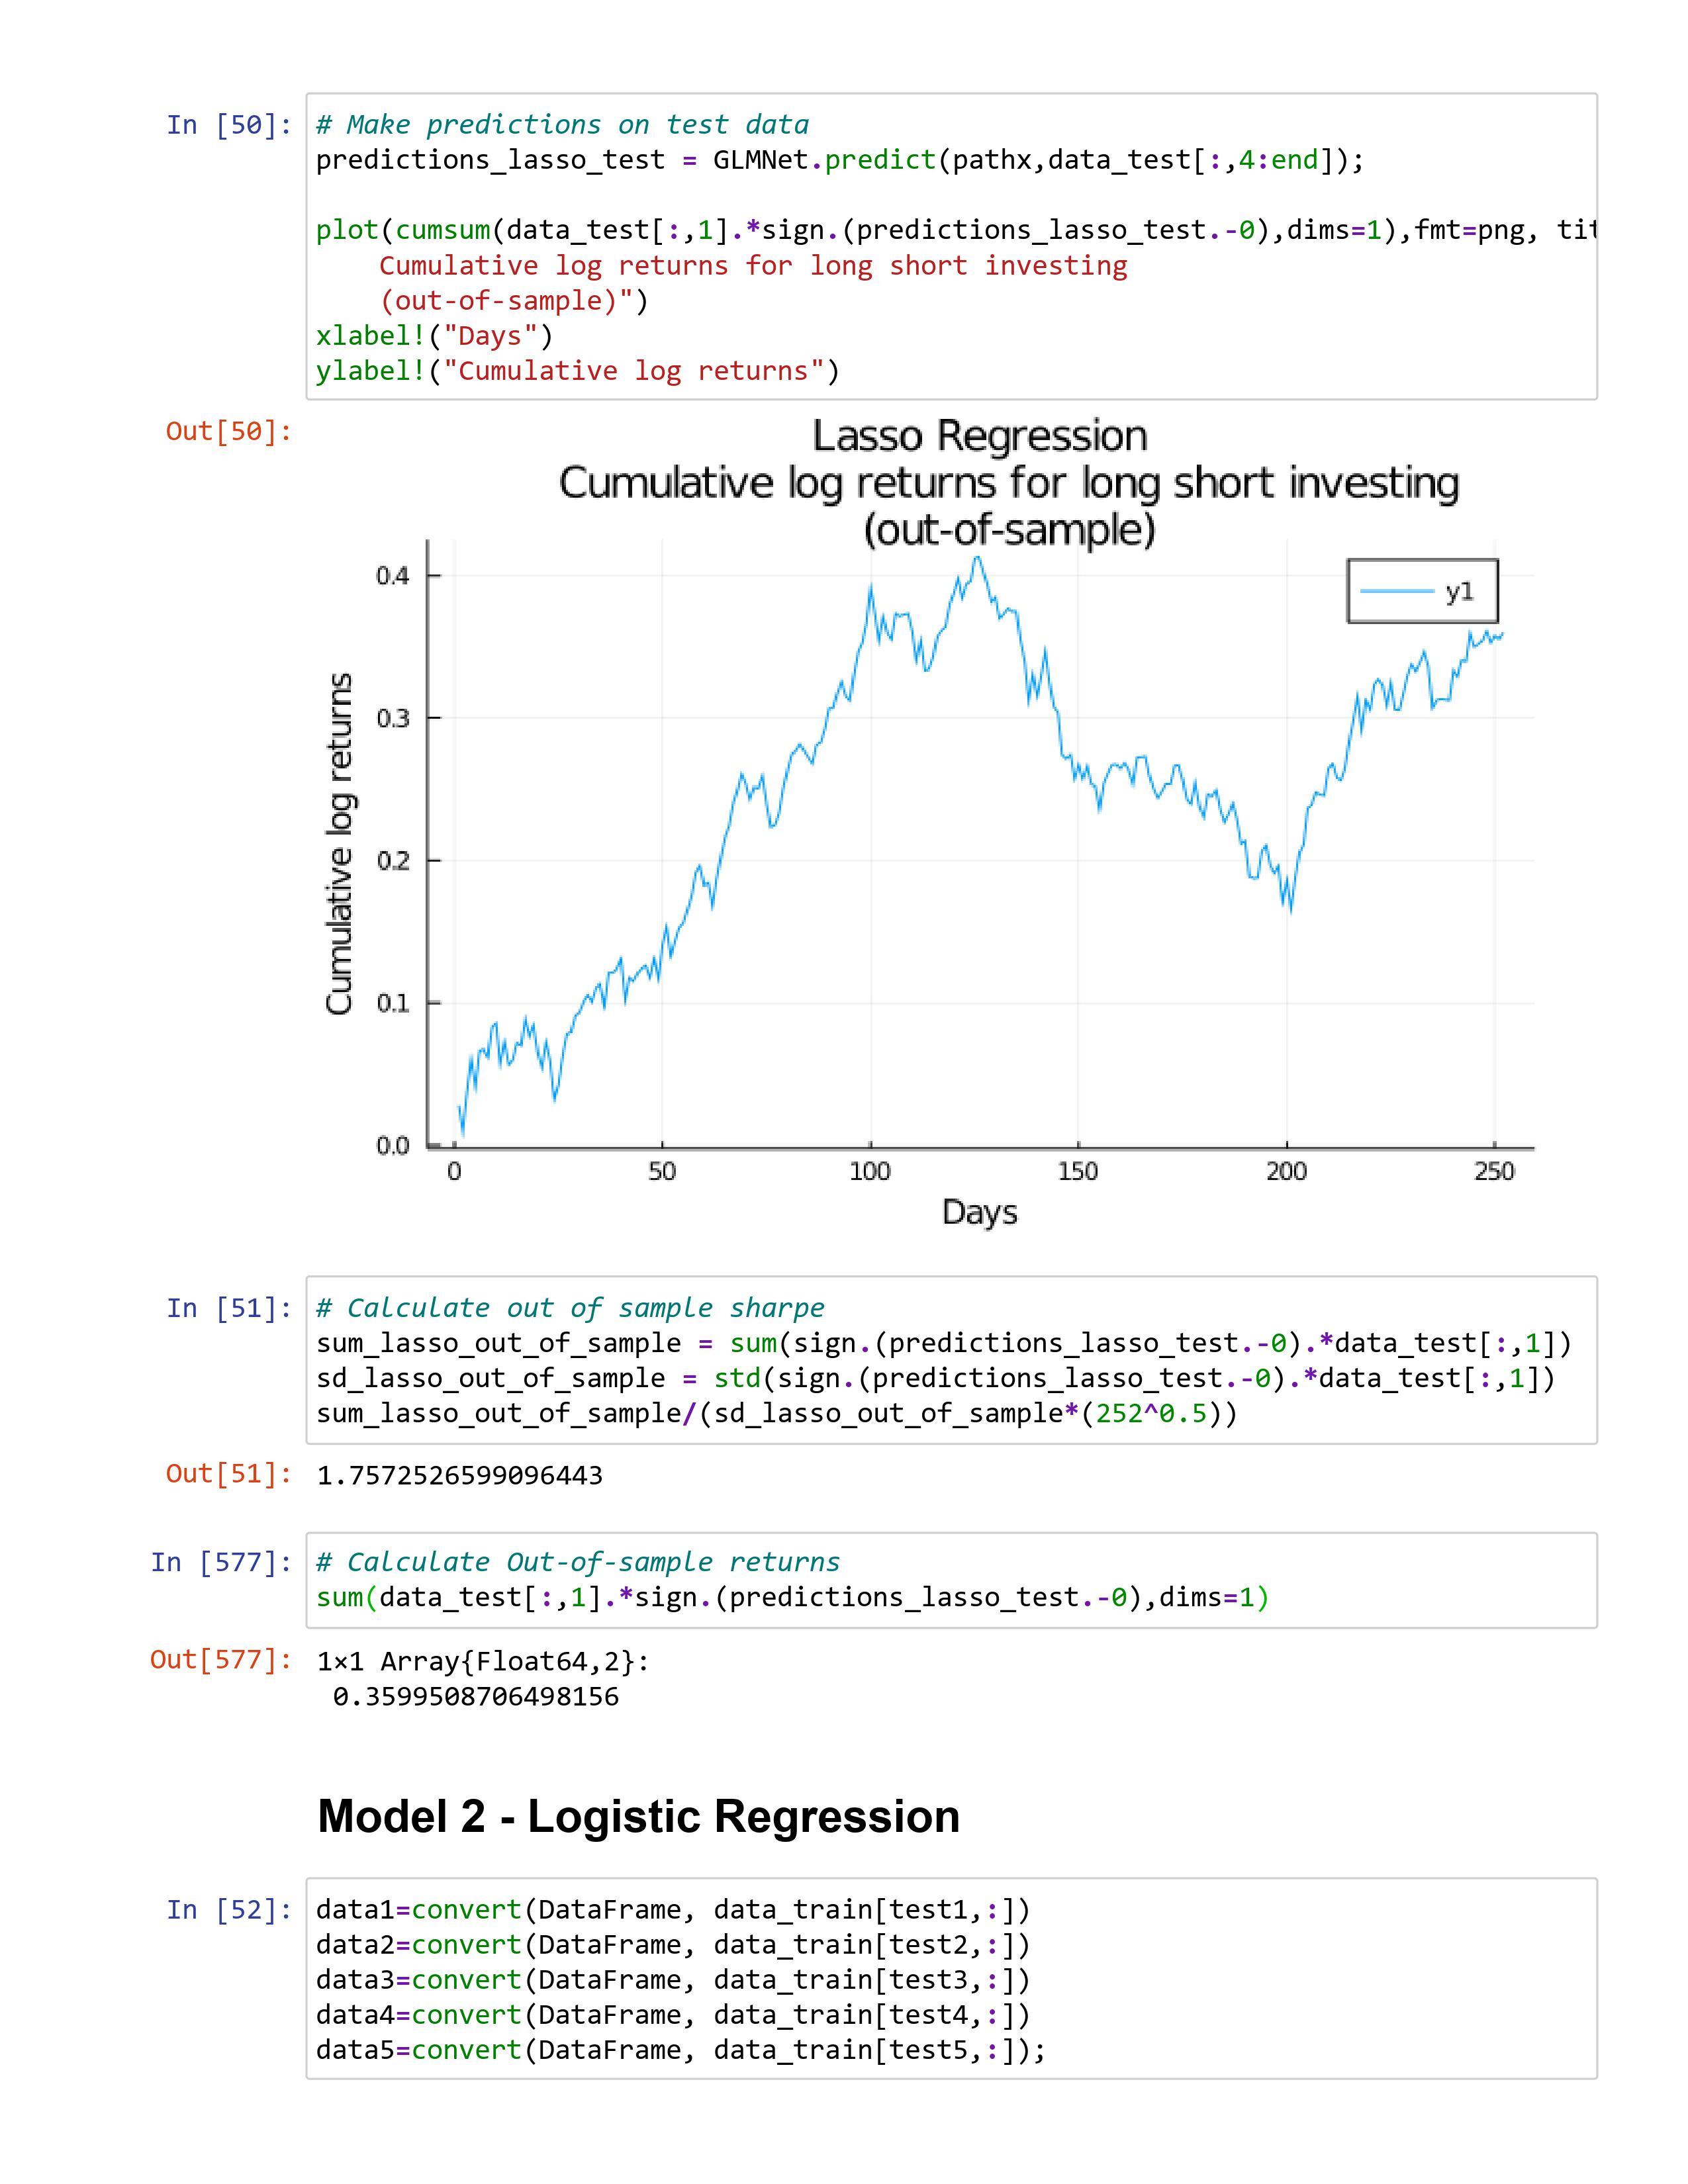 In [50]: # Make predictions on test data
predictions_lasso_test = GLMNet.predict(pathx,data_test[:,4:end]);
plot(cumsum(data_test[:,1].*sign.(predictions_lasso_test.-0),dims=1),fmt=png, tit
Cumulative log returns for long short investing
(out-of-sample)")
xlabel!("Days")
ylabel!("Cumulative log returns")
Out[50]:
Lasso Regression
Cumulative log returns for long short investing
(out-of-sample)
y1
0.4
0.3
0.2
0.1
0.0
Cumulative log returns
0 50 100 150 200 250
Days
In [51]: # Calculate out of sample sharpe
sum_lasso_out_of_sample = sum(sign.(predictions_lasso_test.-0).*data_test[:,1])
sd_lasso_out_of_sample = std(sign.(predictions_lasso_test.-0).*data_test[:,1])
sum_lasso_out_of_sample/(sd_lasso_out_of_sample*(252^0.5))
Out[51]: 1.7572526599096443
In [577]: # Calculate Out-of-sample returns
sum(data_test[:,1].*sign.(predictions_lasso_test.-0),dims=1)
Out[577]: 1×1 Array{Float64,2}:
0.3599508706498156
Model 2 - Logistic Regression
In [52]: data1=convert(DataFrame, data_train[test1,:])
data2=convert(DataFrame, data_train[test2,:])
data3=convert(DataFrame, data_train[test3,:])
data4=convert(DataFrame, data_train[test4,:])
data5=convert(DataFrame, data_train[test5,:]);